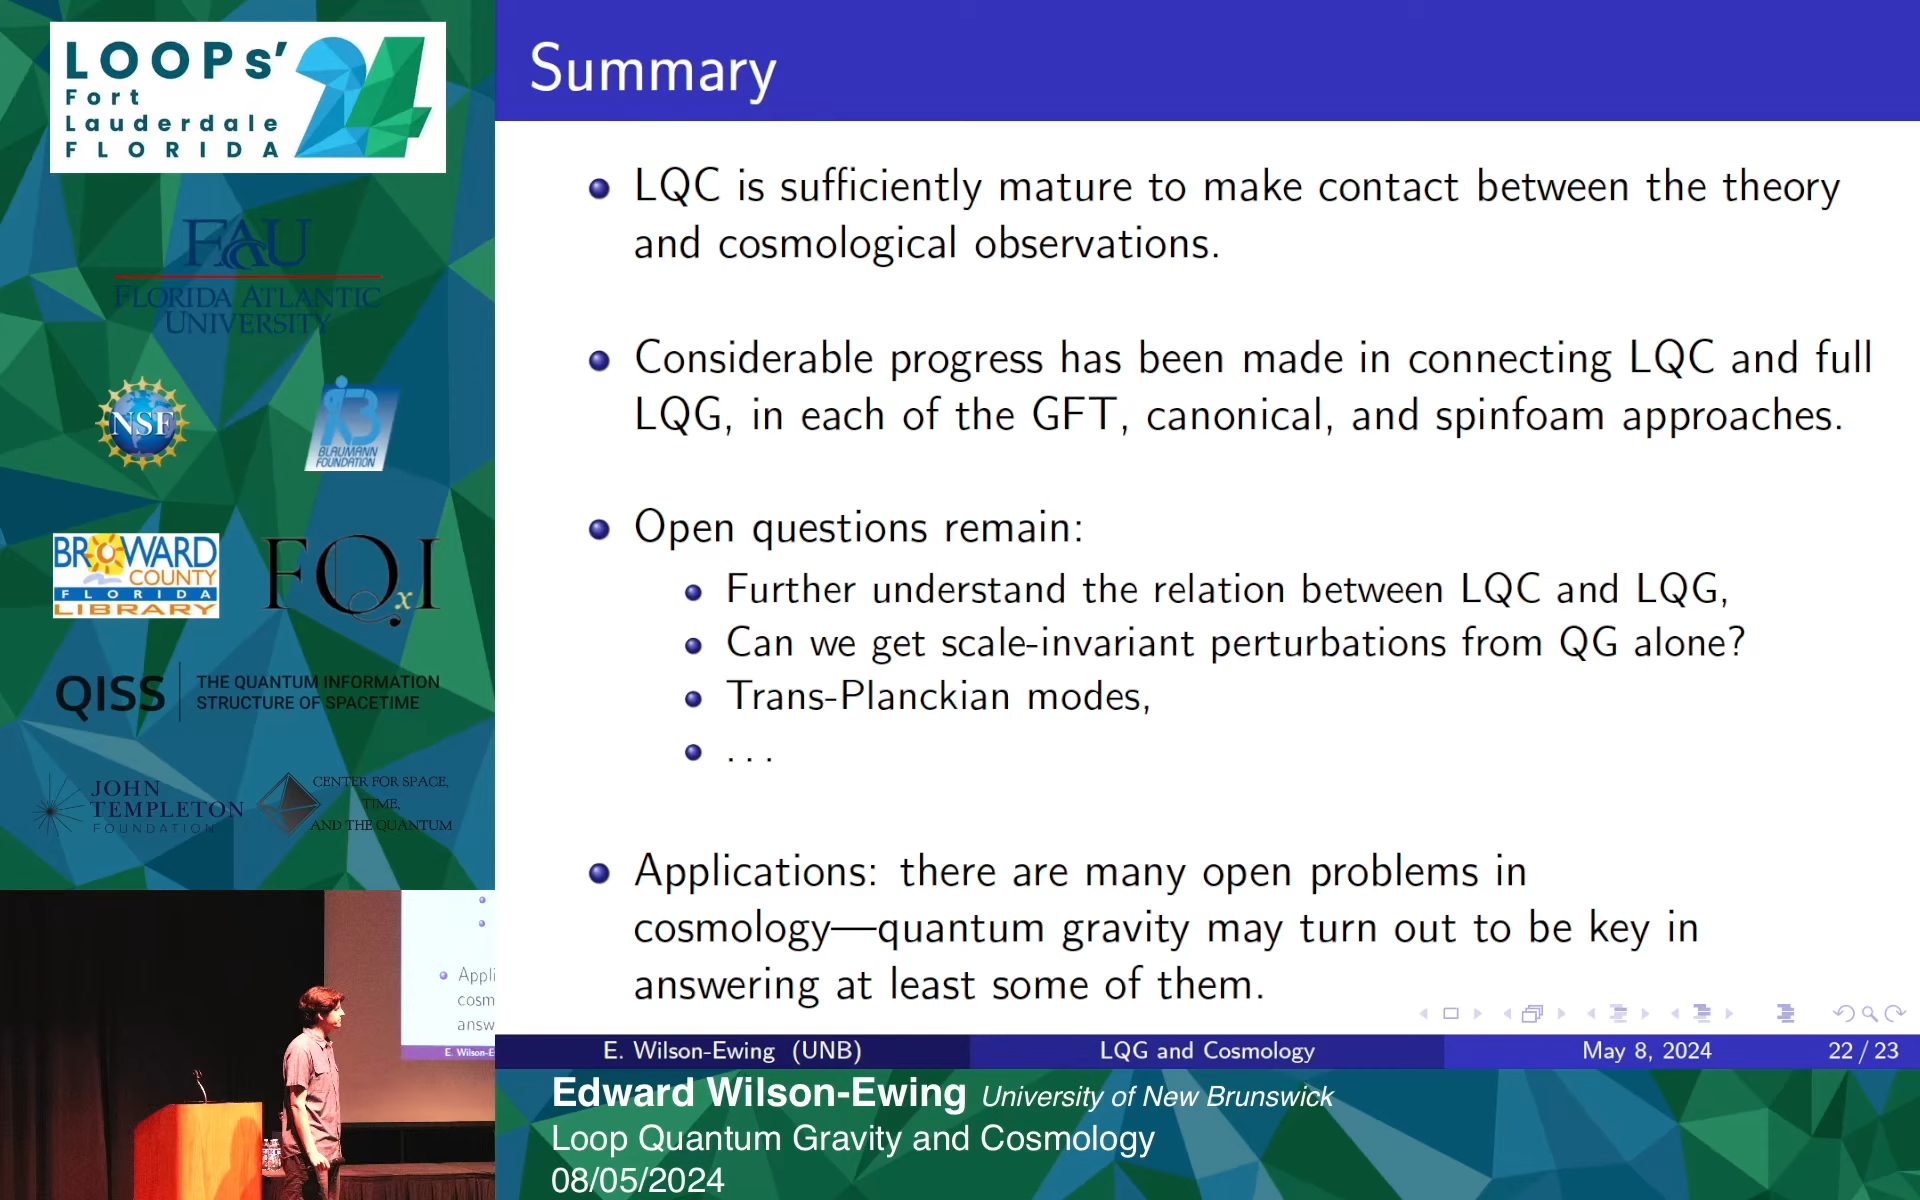 LOOPs'24
Fort
Lauderdale
FLORIDA
FAU
FLORIDA ATLANTIC
UNIVERSITY
NSF
BLAUMANN
FOUNDATION
BROWARD
COUNTY
FLORIDA
LIBRARY
FQxI
QISS
THE QUANTUM INFORMATION
STRUCTURE OF SPACETIME
JOHN
TEMPLETON
FOUNDATION
CENTER FOR SPACE,
TIME,
AND THE QUANTUM
Summary
LQC is sufficiently mature to make contact between the theory
and cosmological observations.
Considerable progress has been made in connecting LQC and full
LQG, in each of the GFT, canonical, and spinfoam approaches.
Open questions remain:
Further understand the relation between LQC and LQG,
Can we get scale-invariant perturbations from QG alone?
Trans-Planckian modes,
. . .
Applications: there are many open problems in
cosmology—quantum gravity may turn out to be key in
answering at least some of them.
E. Wilson-Ewing (UNB) LQG and Cosmology May 8, 2024 22 / 23
Appli
cosm
answ
E. Wilson-E
Edward Wilson-Ewing University of New Brunswick
Loop Quantum Gravity and Cosmology
08/05/2024